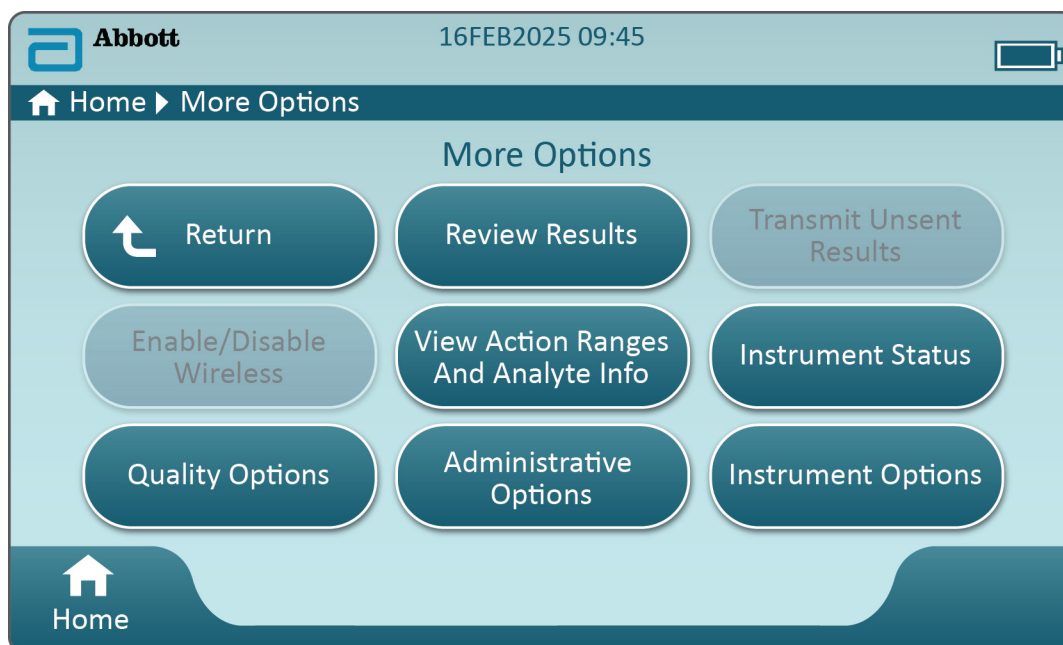 Abbott
16FEB2025 09:45
Home More Options
More Options
Return
Review Results
Transmit Unsent
Results
Enable/Disable
Wireless
View Action Ranges
And Analyte Info
Instrument Status
Quality Options
Administrative
Options
Instrument Options
Home